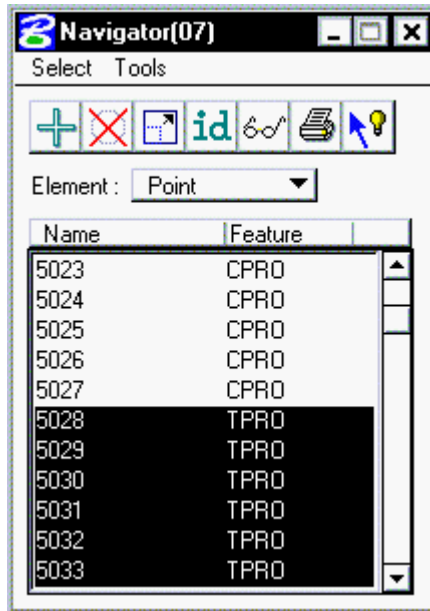 Navigator(07)
Select Tools
id
Element : Point
Name Feature
5023 CPRO
5024 CPRO
5025 CPRO
5026 CPRO
5027 CPRO
5028 TPRO
5029 TPRO
5030 TPRO
5031 TPRO
5032 TPRO
5033 TPRO